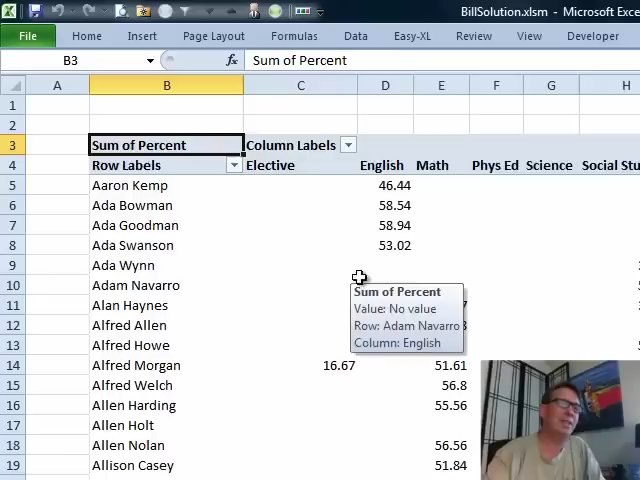 BillSolution.xlsm - Microsoft Exce
File Home Insert Page Layout Formulas Data Easy-XL Review View Developer
B3 fx Sum of Percent
A B C D E F G H
1
2
3 Sum of Percent Column Labels
4 Row Labels Elective English Math Phys Ed Science Social Stu
5 Aaron Kemp 46.44
6 Ada Bowman 58.54
7 Ada Goodman 58.94
8 Ada Swanson 53.02
9 Ada Wynn
10 Adam Navarro
11 Alan Haynes
12 Alfred Allen
13 Alfred Howe
14 Alfred Morgan 16.67 51.61
15 Alfred Welch 56.8
16 Allen Harding 55.56
17 Allen Holt
18 Allen Nolan 56.56
19 Allison Casey 51.84
Sum of Percent
Value: No value
Row: Adam Navarro
Column: English